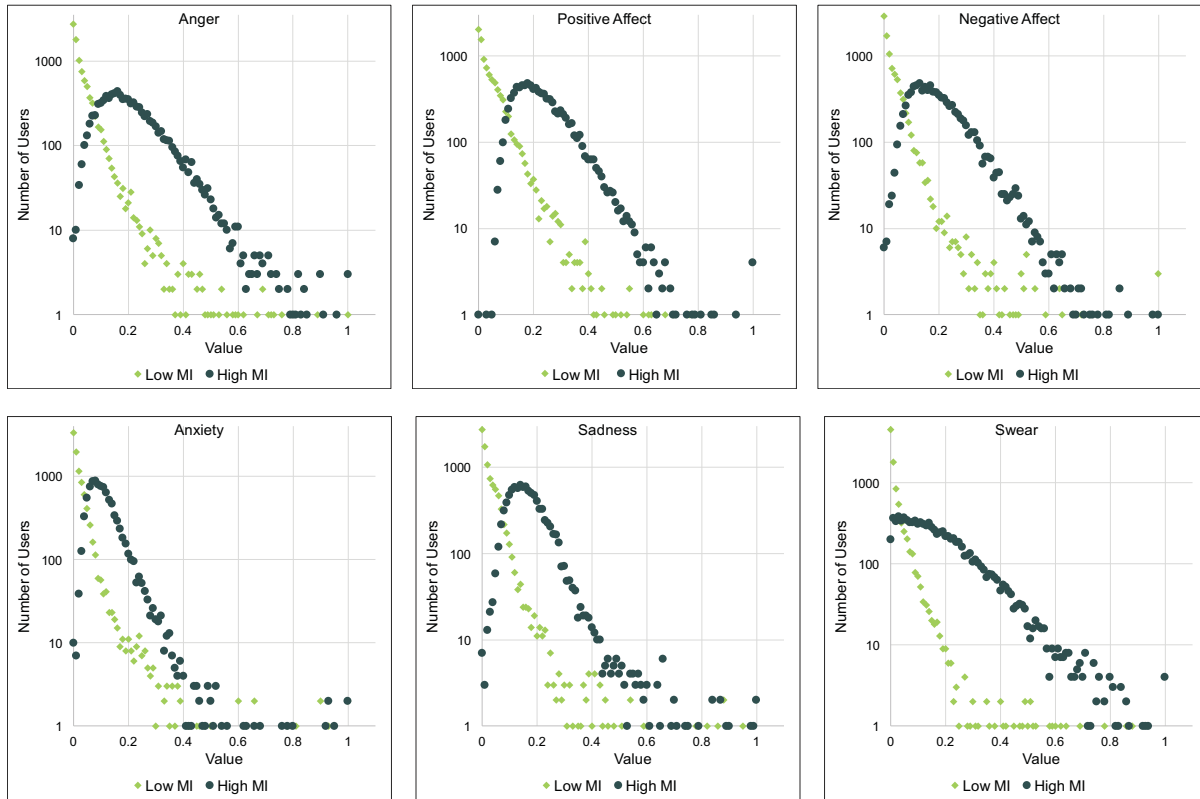 Anger
Number of Users
1000
100
10
1
0
0.2
0.4
0.6
0.8
1
Value
Low MI
High MI
Positive Affect
Number of Users
1000
100
10
1
0
0.2
0.4
0.6
0.8
1
Value
Low MI
High MI
Negative Affect
Number of Users
1000
100
10
1
0
0.2
0.4
0.6
0.8
1
Value
Low MI
High MI
Anxiety
Number of Users
1000
100
10
1
0
0.2
0.4
0.6
0.8
1
Value
Low MI
High MI
Sadness
Number of Users
1000
100
10
1
0
0.2
0.4
0.6
0.8
1
Value
Low MI
High MI
Swear
Number of Users
1000
100
10
1
0
0.2
0.4
0.6
0.8
1
Value
Low MI
High MI